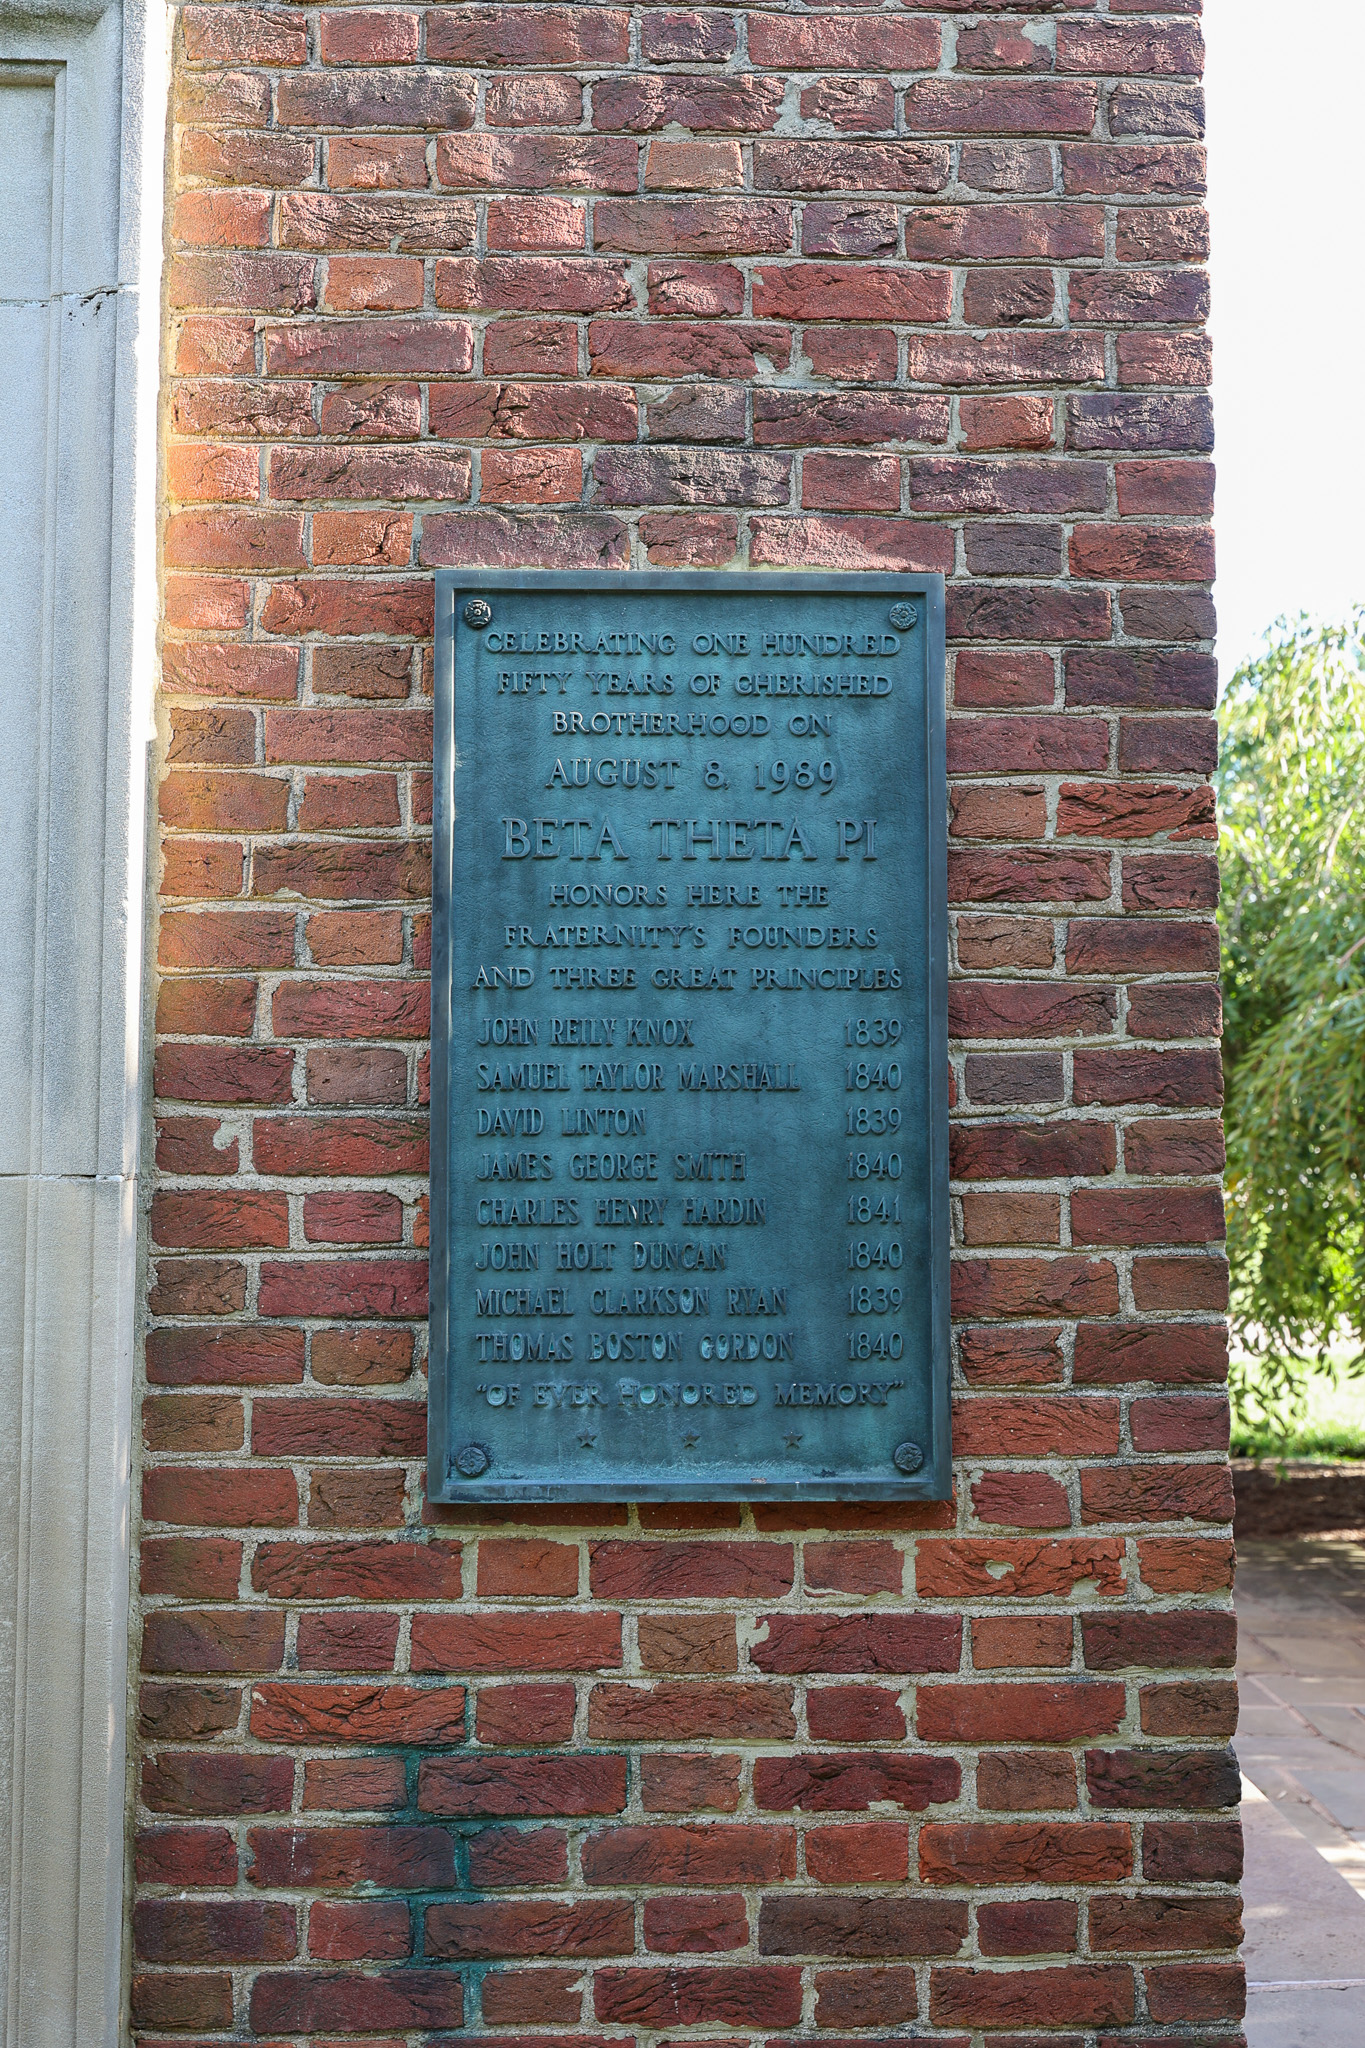 CELEBRATING ONE HUNDRED
FIFTY YEARS OF CHERISHED
BROTHERHOOD ON
AUGUST 8, 1989
BETA THETA PI
HONORS HERE THE
FRATERNITY'S FOUNDERS
AND THREE GREAT PRINCIPLES
JOHN REILY KNOX 1839
SAMUEL TAYLOR MARSHALL 1840
DAVID LINTON 1839
JAMES GEORGE SMITH 1840
CHARLES HENRY HARDIN 1841
JOHN HOLT DUNCAN 1840
MICHAEL CLARKSON RYAN 1839
THOMAS BOSTON GORDON 1840
"OF EVER HONORED MEMORY"